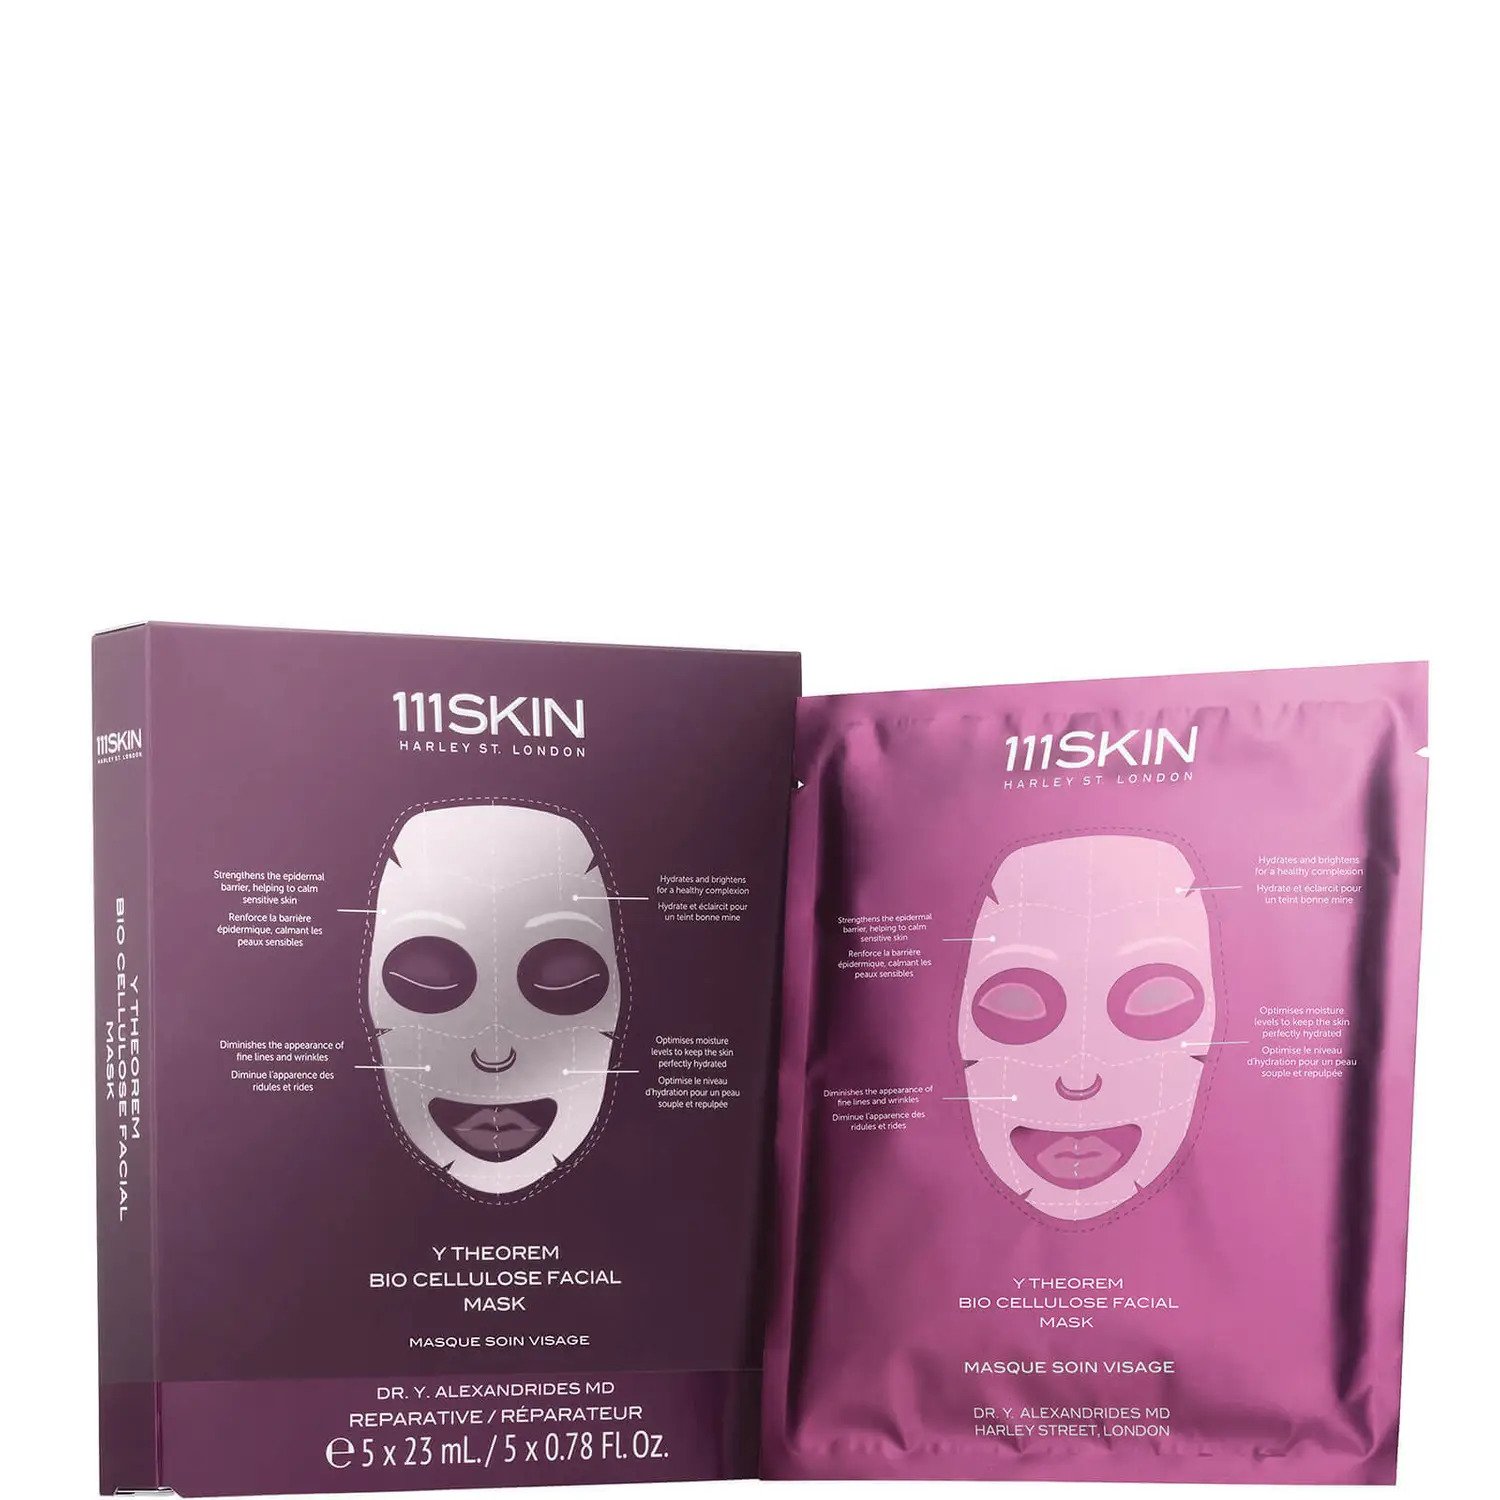 111SKIN
HARLEY ST. LONDON
Y THEOREM
BIO CELLULOSE FACIAL
MASK
111SKIN
HARLEY ST. LONDON
Strengthens the epidermal
barrier, helping to calm
sensitive skin
Renforce la barrière
épidermique, calmant les
peaux sensibles
Hydrates and brightens
for a healthy complexion
Hydrate et éclaircit pour
un teint bonne mine
Diminishes the appearance of
fine lines and wrinkles
Diminue l'apparence des
ridules et rides
Optimises moisture
levels to keep the skin
perfectly hydrated
Optimise le niveau
d'hydration pour un peau
souple et repulpée
Y THEOREM
BIO CELLULOSE FACIAL
MASK
MASQUE SOIN VISAGE
DR. Y. ALEXANDRIDES MD
REPARATIVE / RÉPARATEUR
℮ 5 x 23 mL. / 5 x 0.78 Fl. Oz.
111SKIN
HARLEY ST. LONDON
Hydrates and brightens
for a healthy complexion
Hydrate et éclaircit pour
un teint bonne mine
Strengthens the epidermal
barrier, helping to calm
sensitive skin
Renforce la barrière
épidermique, calmant les
peaux sensibles
Optimises moisture
levels to keep the skin
perfectly hydrated
Optimise le niveau
d'hydration pour un peau
souple et repulpée
Diminishes the appearance of
fine lines and wrinkles
Diminue l'apparence des
ridules et rides
Y THEOREM
BIO CELLULOSE FACIAL
MASK
MASQUE SOIN VISAGE
DR. Y. ALEXANDRIDES MD
HARLEY STREET, LONDON